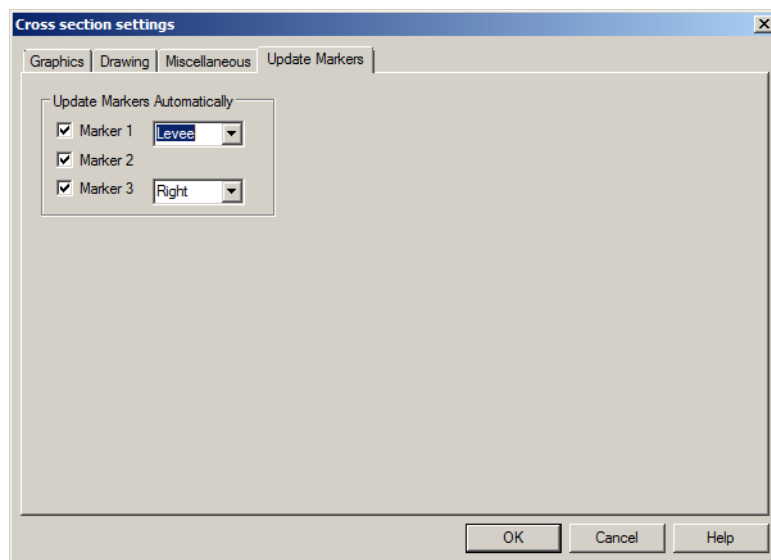 Cross section settings
Graphics Drawing Miscellaneous Update Markers
Update Markers Automatically
Marker 1 Levee
Marker 2
Marker 3 Right
OK Cancel Help